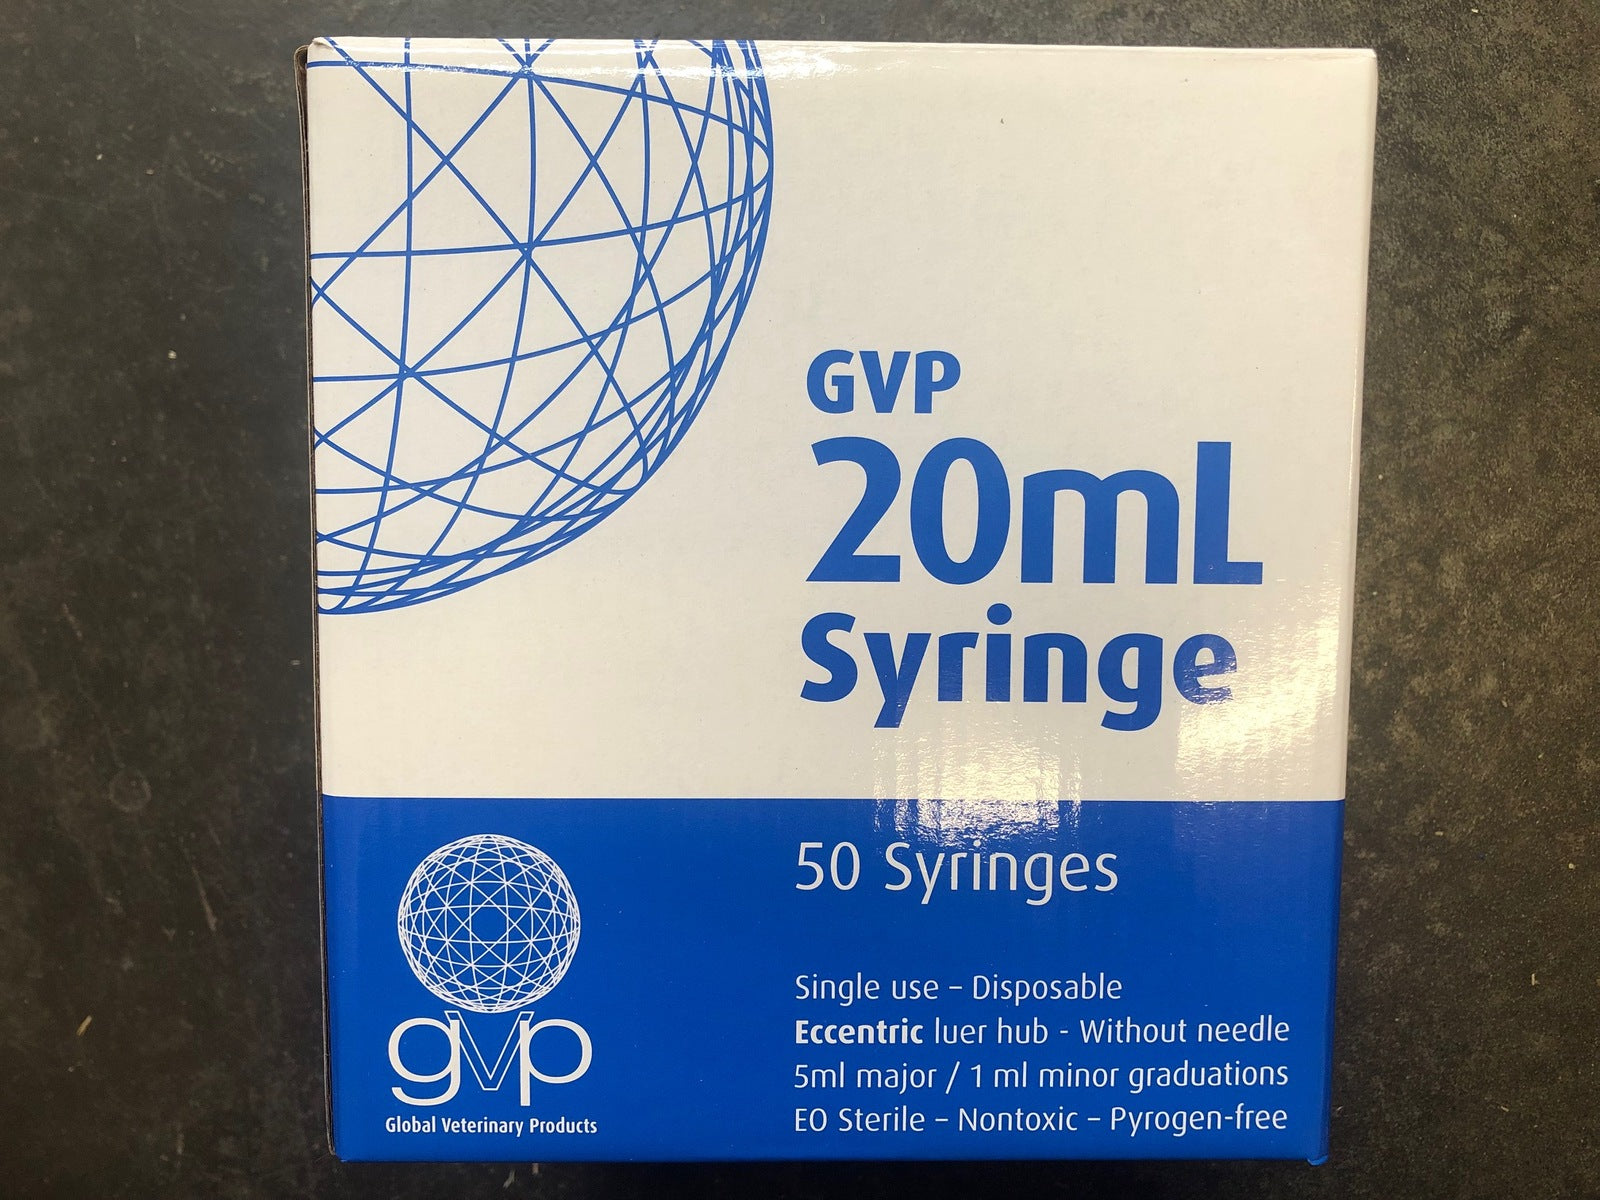 GVP
20mL
Syringe
50 Syringes
Single use – Disposable
Eccentric luer hub - Without needle
5ml major / 1 ml minor graduations
EO Sterile – Nontoxic – Pyrogen-free
gvp
Global Veterinary Products